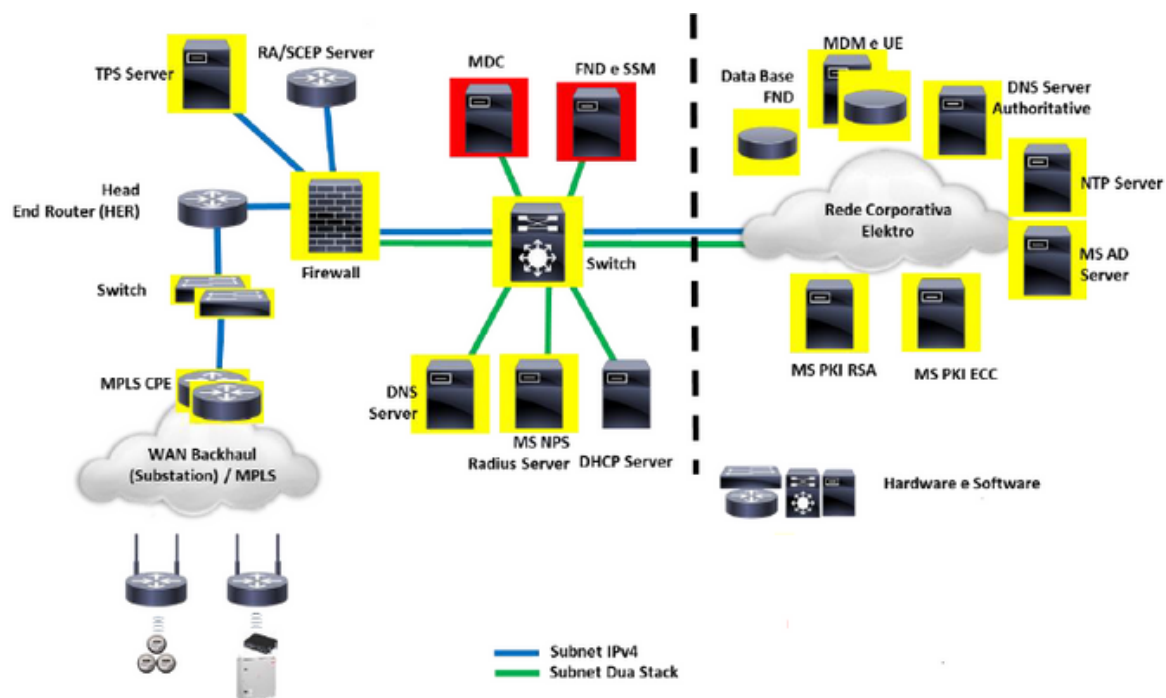 TPS Server
RA/SCEP Server
MDC
FND e SSM
Data Base
FND
MDM e UE
DNS Server
Authoritative
NTP Server
MS AD
Server
Head
End Router (HER)
Firewall
Switch
Rede Corporativa
Elektro
Switch
MPLS CPE
WAN Backhaul
(Substation) / MPLS
DNS
Server
MS NPS
Radius Server
DHCP Server
MS PKI RSA
MS PKI ECC
Hardware e Software
Subnet IPv4
Subnet Dua Stack